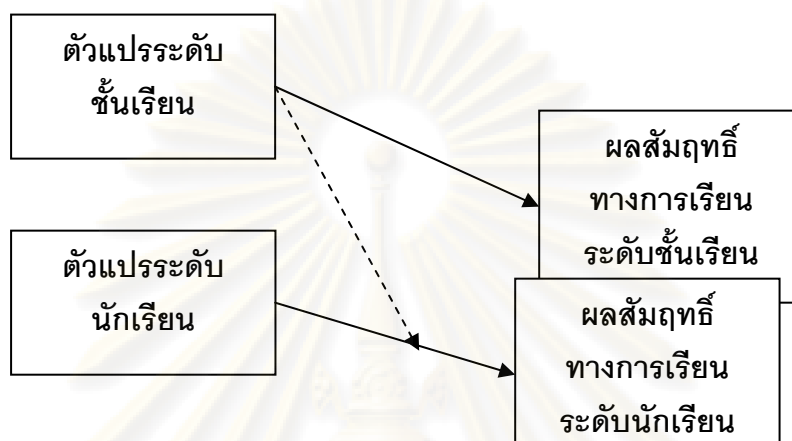 ตัวแปรระดับ
ชั้นเรียน
ผลสัมฤทธิ์
ทางการเรียน
ระดับชั้นเรียน
ตัวแปรระดับ
นักเรียน
ผลสัมฤทธิ์
ทางการเรียน
ระดับนักเรียน